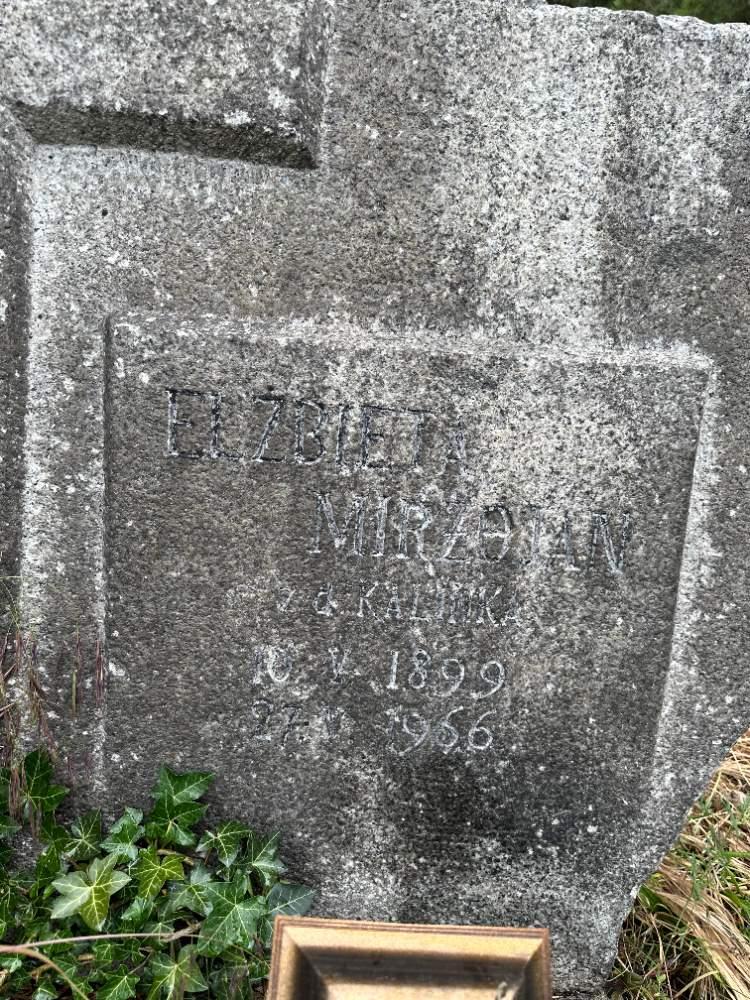 ELŻBIETA
MIRZOJAN
z d. KALINKA
10 V 1899
27 V 1966